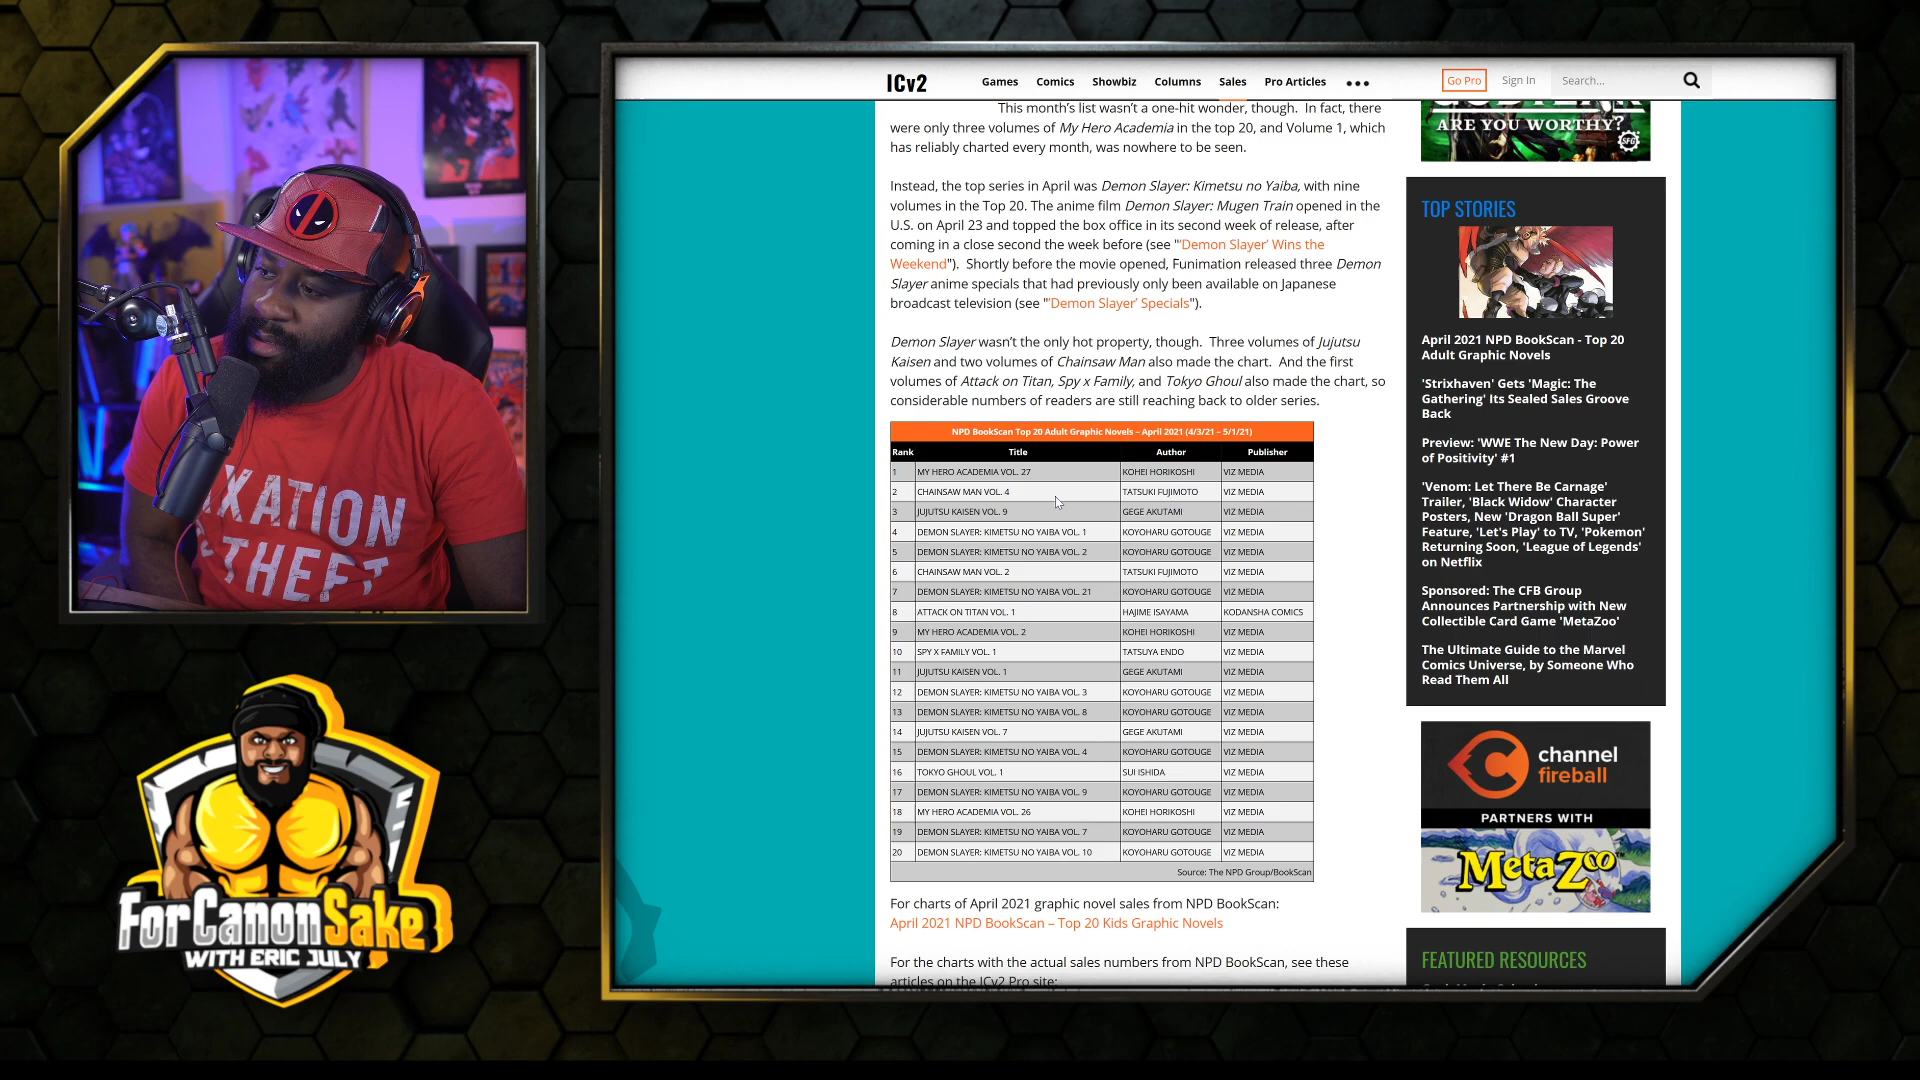 ICv2
Games Comics Showbiz Columns Sales Pro Articles •••
Go Pro Sign In Search...
This month's list wasn't a one-hit wonder, though. In fact, there
were only three volumes of My Hero Academia in the top 20, and Volume 1, which
has reliably charted every month, was nowhere to be seen.
Instead, the top series in April was Demon Slayer: Kimetsu no Yaiba, with nine
volumes in the Top 20. The anime film Demon Slayer: Mugen Train opened in the
U.S. on April 23 and topped the box office in its second week of release, after
coming in a close second the week before (see "'Demon Slayer' Wins the
Weekend"). Shortly before the movie opened, Funimation released three Demon
Slayer anime specials that had previously only been available on Japanese
broadcast television (see "'Demon Slayer' Specials").
Demon Slayer wasn't the only hot property, though. Three volumes of Jujutsu
Kaisen and two volumes of Chainsaw Man also made the chart. And the first
volumes of Attack on Titan, Spy x Family, and Tokyo Ghoul also made the chart, so
considerable numbers of readers are still reaching back to older series.
NPD BookScan Top 20 Adult Graphic Novels – April 2021 (4/3/21 – 5/1/21)
Rank Title Author Publisher
1 MY HERO ACADEMIA VOL. 27 KOHEI HORIKOSHI VIZ MEDIA
2 CHAINSAW MAN VOL. 4 TATSUKI FUJIMOTO VIZ MEDIA
3 JUJUTSU KAISEN VOL. 9 GEGE AKUTAMI VIZ MEDIA
4 DEMON SLAYER: KIMETSU NO YAIBA VOL. 1 KOYOHARU GOTOUGE VIZ MEDIA
5 DEMON SLAYER: KIMETSU NO YAIBA VOL. 2 KOYOHARU GOTOUGE VIZ MEDIA
6 CHAINSAW MAN VOL. 2 TATSUKI FUJIMOTO VIZ MEDIA
7 DEMON SLAYER: KIMETSU NO YAIBA VOL. 21 KOYOHARU GOTOUGE VIZ MEDIA
8 ATTACK ON TITAN VOL. 1 HAJIME ISAYAMA KODANSHA COMICS
9 MY HERO ACADEMIA VOL. 2 KOHEI HORIKOSHI VIZ MEDIA
10 SPY X FAMILY VOL. 1 TATSUYA ENDO VIZ MEDIA
11 JUJUTSU KAISEN VOL. 1 GEGE AKUTAMI VIZ MEDIA
12 DEMON SLAYER: KIMETSU NO YAIBA VOL. 3 KOYOHARU GOTOUGE VIZ MEDIA
13 DEMON SLAYER: KIMETSU NO YAIBA VOL. 8 KOYOHARU GOTOUGE VIZ MEDIA
14 JUJUTSU KAISEN VOL. 7 GEGE AKUTAMI VIZ MEDIA
15 DEMON SLAYER: KIMETSU NO YAIBA VOL. 4 KOYOHARU GOTOUGE VIZ MEDIA
16 TOKYO GHOUL VOL. 1 SUI ISHIDA VIZ MEDIA
17 DEMON SLAYER: KIMETSU NO YAIBA VOL. 9 KOYOHARU GOTOUGE VIZ MEDIA
18 MY HERO ACADEMIA VOL. 26 KOHEI HORIKOSHI VIZ MEDIA
19 DEMON SLAYER: KIMETSU NO YAIBA VOL. 7 KOYOHARU GOTOUGE VIZ MEDIA
20 DEMON SLAYER: KIMETSU NO YAIBA VOL. 10 KOYOHARU GOTOUGE VIZ MEDIA
Source: The NPD Group/BookScan
For charts of April 2021 graphic novel sales from NPD BookScan:
April 2021 NPD BookScan – Top 20 Kids Graphic Novels
For the charts with the actual sales numbers from NPD BookScan, see these
articles on the ICv2 Pro site:
ARE YOU WORTHY?
SFG
TOP STORIES
April 2021 NPD BookScan - Top 20
Adult Graphic Novels
'Strixhaven' Gets 'Magic: The
Gathering' Its Sealed Sales Groove
Back
Preview: 'WWE The New Day: Power
of Positivity' #1
'Venom: Let There Be Carnage'
Trailer, 'Black Widow' Character
Posters, New 'Dragon Ball Super'
Feature, 'Let's Play' to TV, 'Pokemon'
Returning Soon, 'League of Legends'
on Netflix
Sponsored: The CFB Group
Announces Partnership with New
Collectible Card Game 'MetaZoo'
The Ultimate Guide to the Marvel
Comics Universe, by Someone Who
Read Them All
channel
fireball
PARTNERS WITH
MetaZoo
FEATURED RESOURCES
AXATION
THEFT
ForCanonSake
WITH ERIC JULY